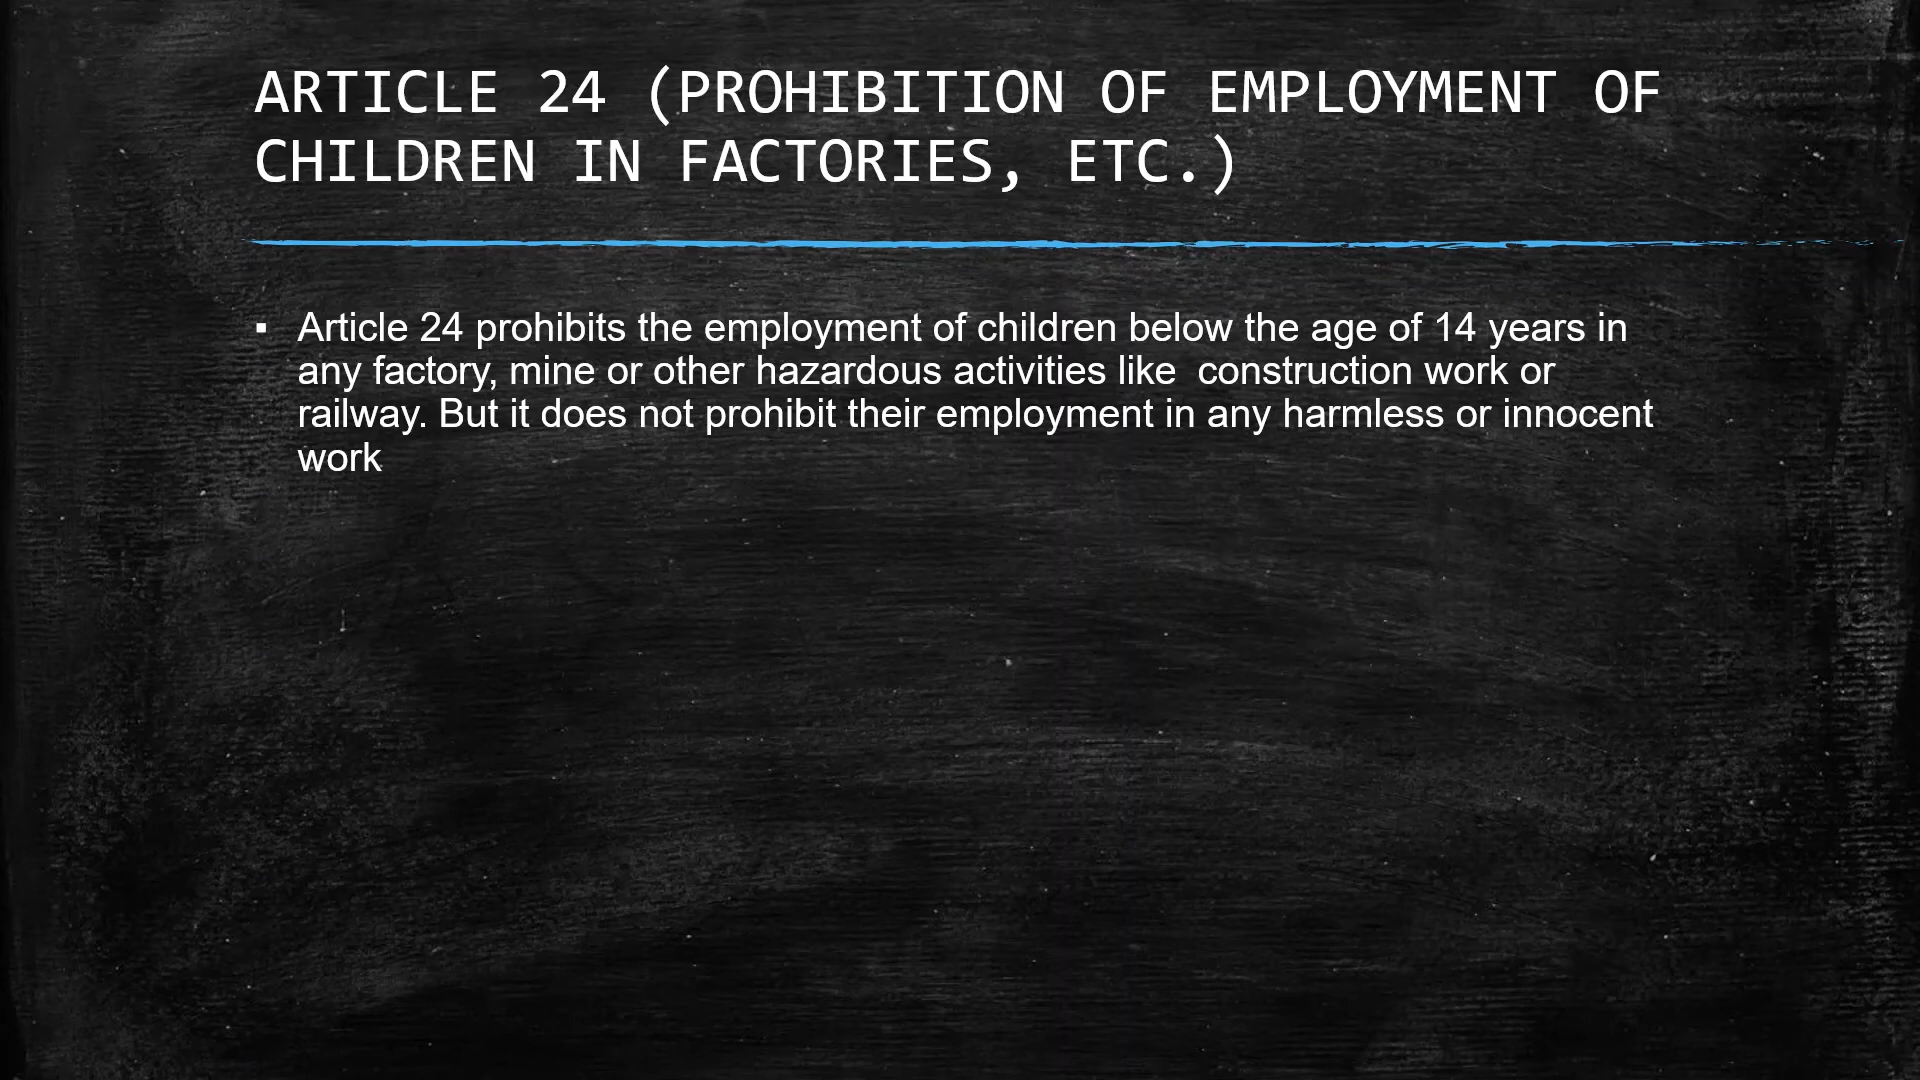 ARTICLE 24 (PROHIBITION OF EMPLOYMENT OF
CHILDREN IN FACTORIES, ETC.)
▪ Article 24 prohibits the employment of children below the age of 14 years in
any factory, mine or other hazardous activities like  construction work or
railway. But it does not prohibit their employment in any harmless or innocent
work